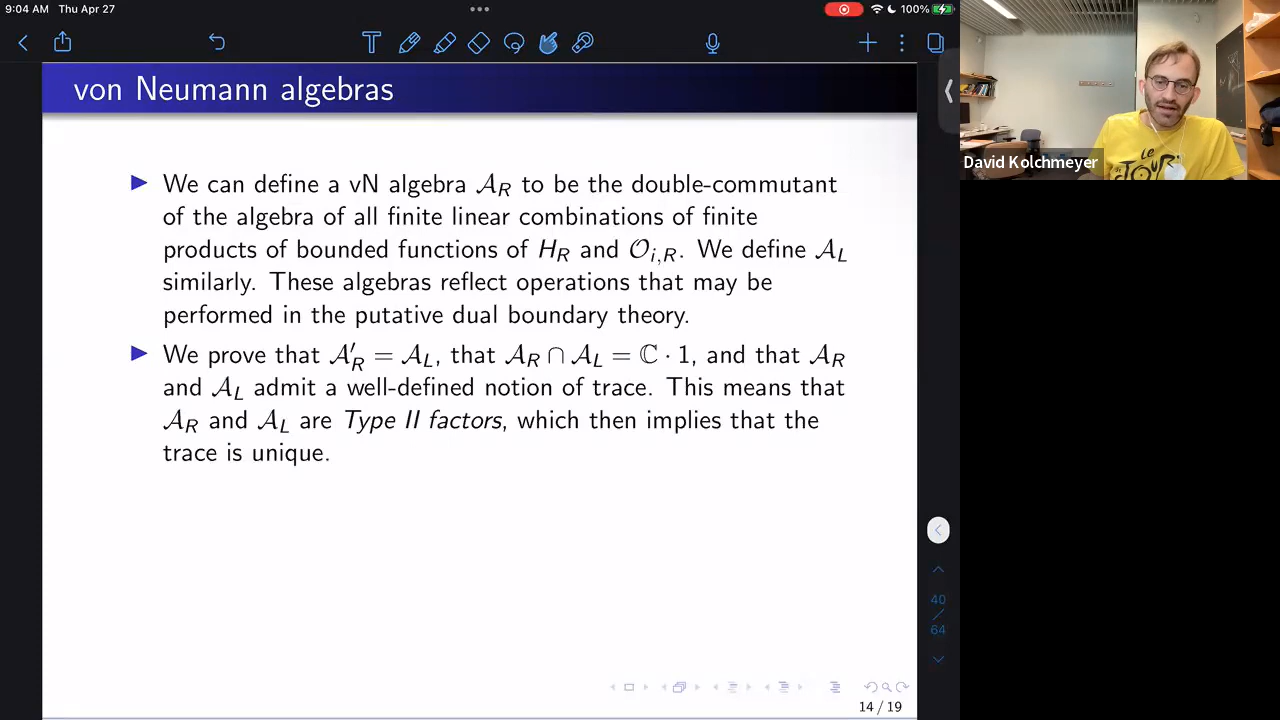 9:04 AM Thu Apr 27
100%
von Neumann algebras
We can define a vN algebra 𝒜_R to be the double-commutant
of the algebra of all finite linear combinations of finite
products of bounded functions of H_R and 𝒪_{i,R}. We define 𝒜_L
similarly. These algebras reflect operations that may be
performed in the putative dual boundary theory.
We prove that 𝒜′_R = 𝒜_L, that 𝒜_R ∩ 𝒜_L = ℂ · 1, and that 𝒜_R
and 𝒜_L admit a well-defined notion of trace. This means that
𝒜_R and 𝒜_L are Type II factors, which then implies that the
trace is unique.
40
/
64
14 / 19
David Kolchmeyer
LE
TOUR